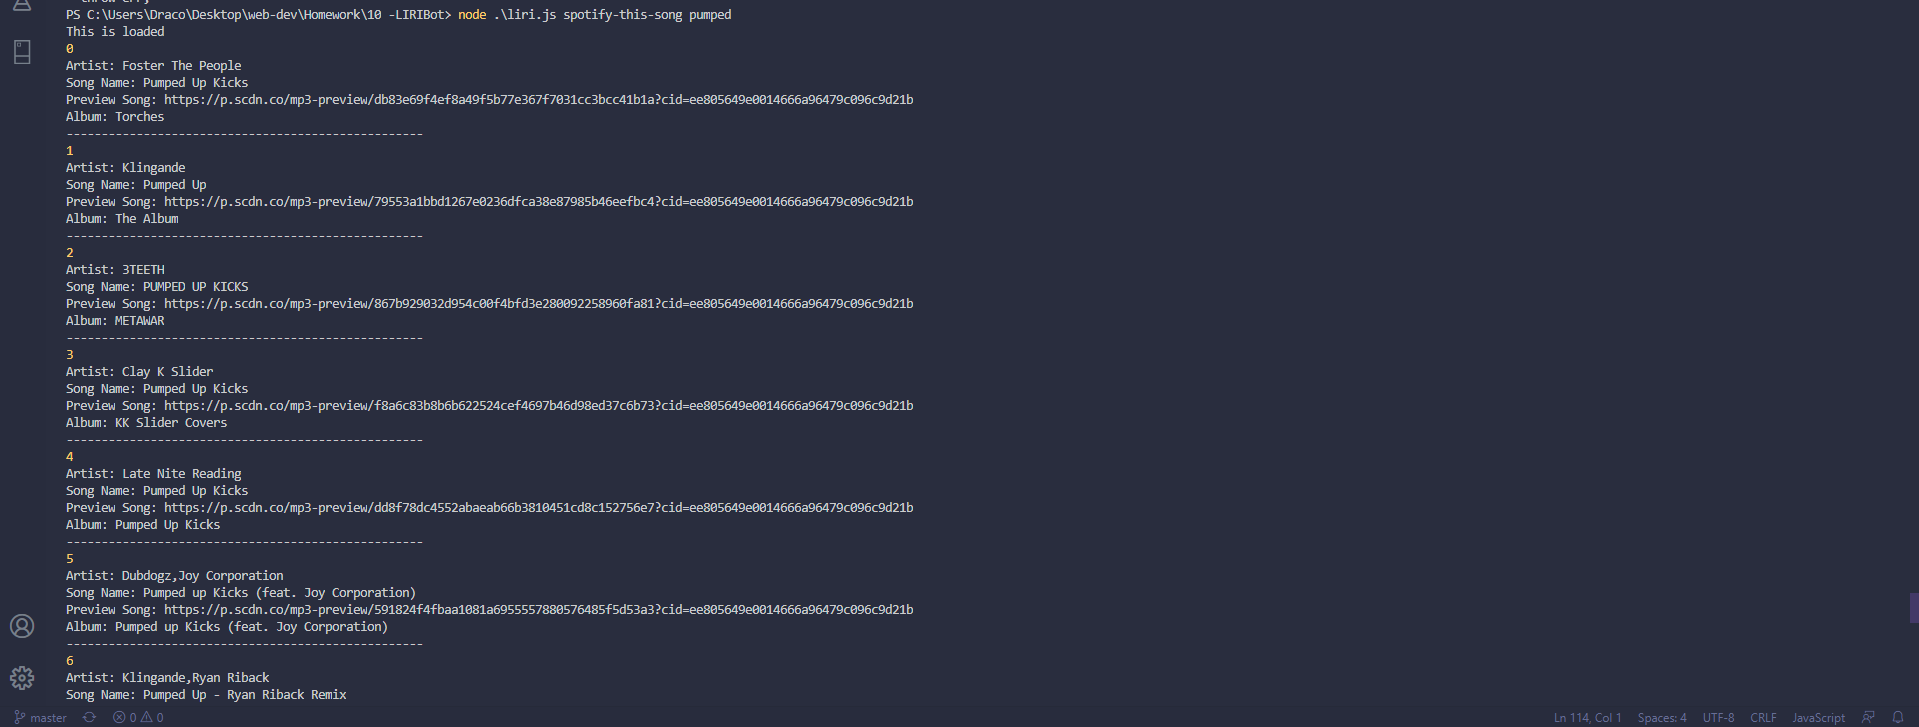 PS C:\Users\Draco\Desktop\web-dev\Homework\10 -LIRIBot> node .\liri.js spotify-this-song pumped
This is loaded
0
Artist: Foster The People
Song Name: Pumped Up Kicks
Preview Song: https://p.scdn.co/mp3-preview/db83e69f4ef8a49f5b77e367f7031cc3bcc41b1a?cid=ee805649e0014666a96479c096c9d21b
Album: Torches
---------------------------------------------------
1
Artist: Klingande
Song Name: Pumped Up
Preview Song: https://p.scdn.co/mp3-preview/79553a1bbd1267e0236dfca38e87985b46eefbc4?cid=ee805649e0014666a96479c096c9d21b
Album: The Album
---------------------------------------------------
2
Artist: 3TEETH
Song Name: PUMPED UP KICKS
Preview Song: https://p.scdn.co/mp3-preview/867b929032d954c00f4bfd3e280092258960fa81?cid=ee805649e0014666a96479c096c9d21b
Album: METAWAR
---------------------------------------------------
3
Artist: Clay K Slider
Song Name: Pumped Up Kicks
Preview Song: https://p.scdn.co/mp3-preview/f8a6c83b8b6b622524cef4697b46d98ed37c6b73?cid=ee805649e0014666a96479c096c9d21b
Album: KK Slider Covers
---------------------------------------------------
4
Artist: Late Nite Reading
Song Name: Pumped Up Kicks
Preview Song: https://p.scdn.co/mp3-preview/dd8f78dc4552abaeab66b3810451cd8c152756e7?cid=ee805649e0014666a96479c096c9d21b
Album: Pumped Up Kicks
---------------------------------------------------
5
Artist: Dubdogz,Joy Corporation
Song Name: Pumped up Kicks (feat. Joy Corporation)
Preview Song: https://p.scdn.co/mp3-preview/591824f4fbaa1081a6955557880576485f5d53a3?cid=ee805649e0014666a96479c096c9d21b
Album: Pumped up Kicks (feat. Joy Corporation)
---------------------------------------------------
6
Artist: Klingande,Ryan Riback
Song Name: Pumped Up - Ryan Riback Remix
master 0 0 Ln 114, Col 1 Spaces: 4 UTF-8 CRLF JavaScript